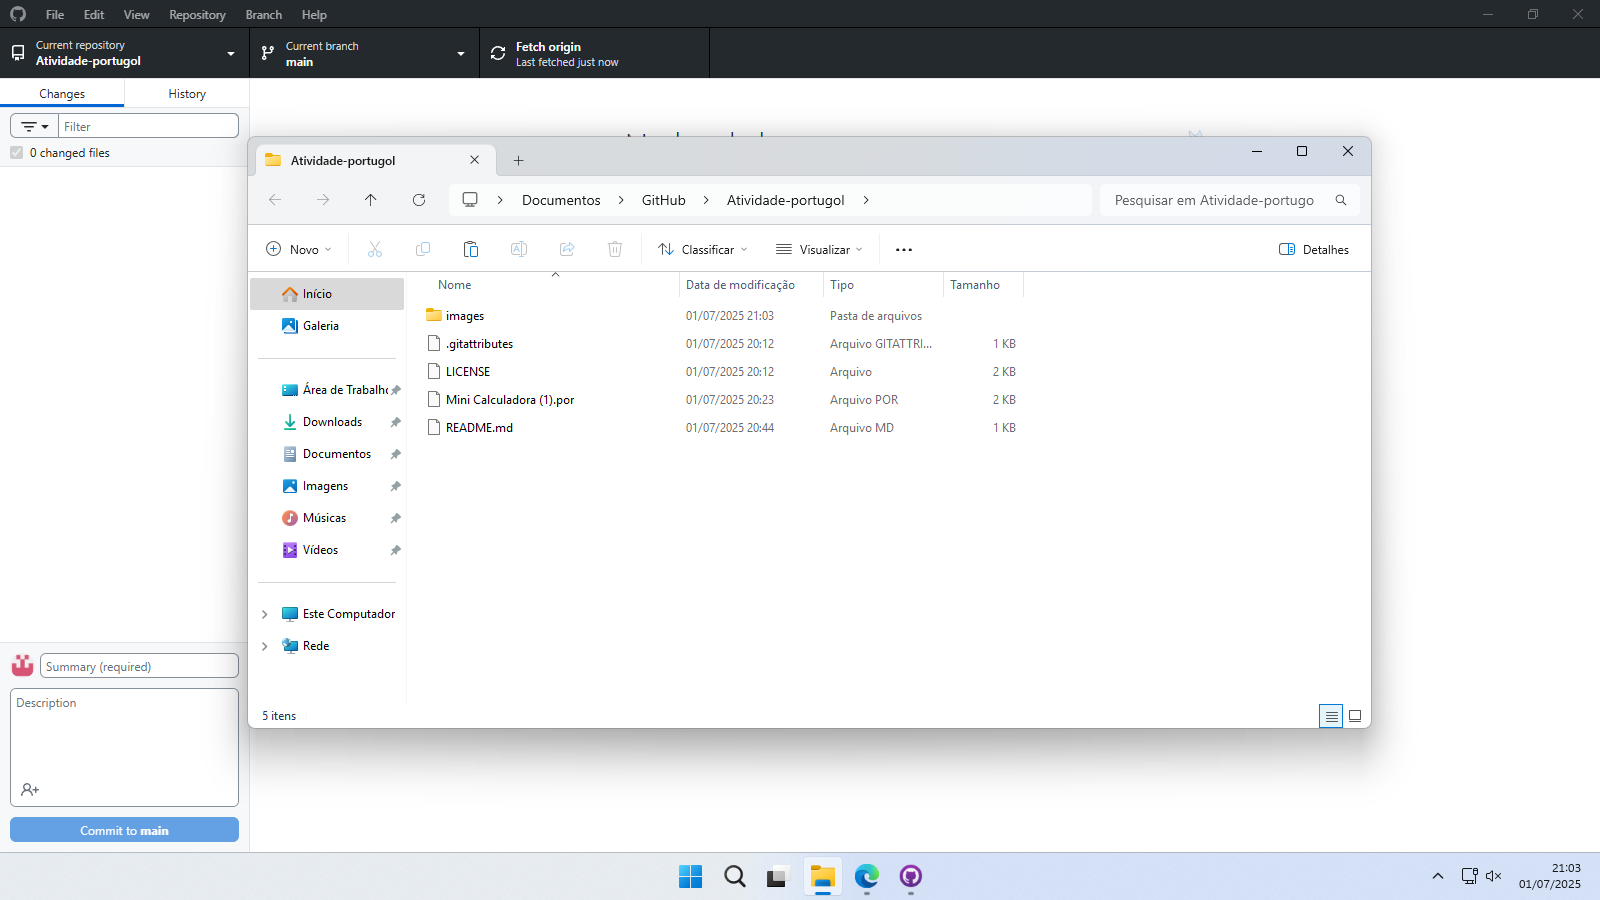 File Edit View Repository Branch Help
Current repository
Atividade-portugol
Current branch
main
Fetch origin
Last fetched just now
Changes History
Filter
0 changed files
Atividade-portugol
Documentos GitHub Atividade-portugol
Pesquisar em Atividade-portugo
Novo Classificar Visualizar Detalhes
Nome Data de modificação Tipo Tamanho
images 01/07/2025 21:03 Pasta de arquivos
.gitattributes 01/07/2025 20:12 Arquivo GITATTRI... 1 KB
LICENSE 01/07/2025 20:12 Arquivo 2 KB
Mini Calculadora (1).por 01/07/2025 20:23 Arquivo POR 2 KB
README.md 01/07/2025 20:44 Arquivo MD 1 KB
Início
Galeria
Área de Trabalho
Downloads
Documentos
Imagens
Músicas
Vídeos
Este Computador
Rede
5 itens
Summary (required)
Description
Commit to main
21:03
01/07/2025